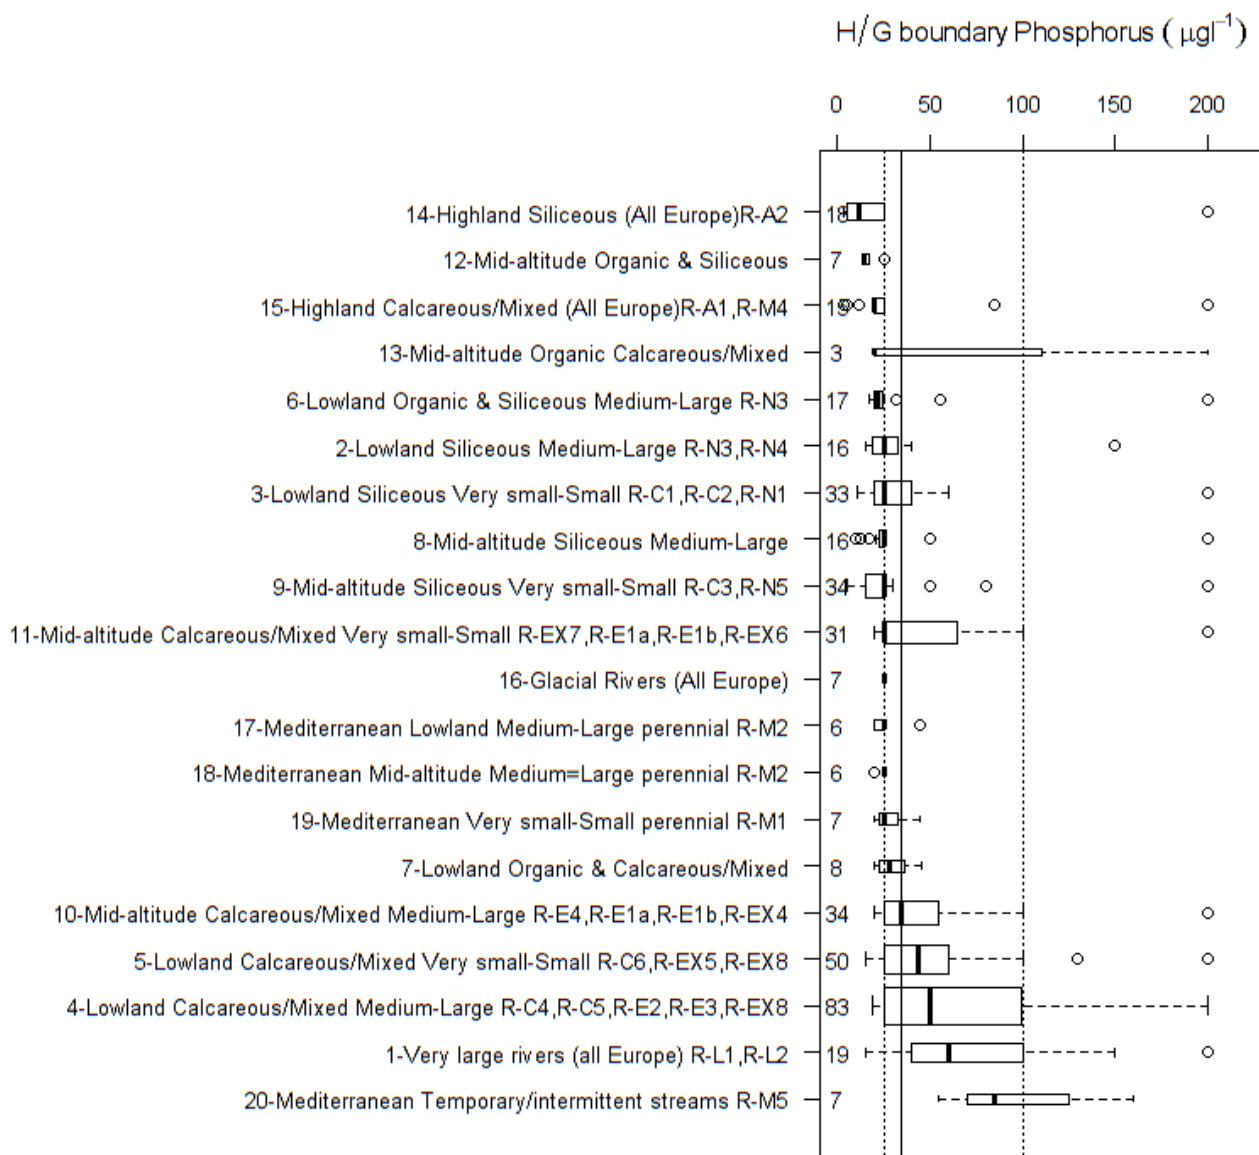 H/G boundary Phosphorus ( µgl⁻¹)
0 50 100 150 200
14-Highland Siliceous (All Europe)R-A2 18
12-Mid-altitude Organic & Siliceous 7
15-Highland Calcareous/Mixed (All Europe)R-A1,R-M4 19
13-Mid-altitude Organic Calcareous/Mixed 3
6-Lowland Organic & Siliceous Medium-Large R-N3 17
2-Lowland Siliceous Medium-Large R-N3,R-N4 16
3-Lowland Siliceous Very small-Small R-C1,R-C2,R-N1 33
8-Mid-altitude Siliceous Medium-Large 16
9-Mid-altitude Siliceous Very small-Small R-C3,R-N5 34
11-Mid-altitude Calcareous/Mixed Very small-Small R-EX7,R-E1a,R-E1b,R-EX6 31
16-Glacial Rivers (All Europe) 7
17-Mediterranean Lowland Medium-Large perennial R-M2 6
18-Mediterranean Mid-altitude Medium=Large perennial R-M2 6
19-Mediterranean Very small-Small perennial R-M1 7
7-Lowland Organic & Calcareous/Mixed 8
10-Mid-altitude Calcareous/Mixed Medium-Large R-E4,R-E1a,R-E1b,R-EX4 34
5-Lowland Calcareous/Mixed Very small-Small R-C6,R-EX5,R-EX8 50
4-Lowland Calcareous/Mixed Medium-Large R-C4,R-C5,R-E2,R-E3,R-EX8 83
1-Very large rivers (all Europe) R-L1,R-L2 19
20-Mediterranean Temporary/intermittent streams R-M5 7